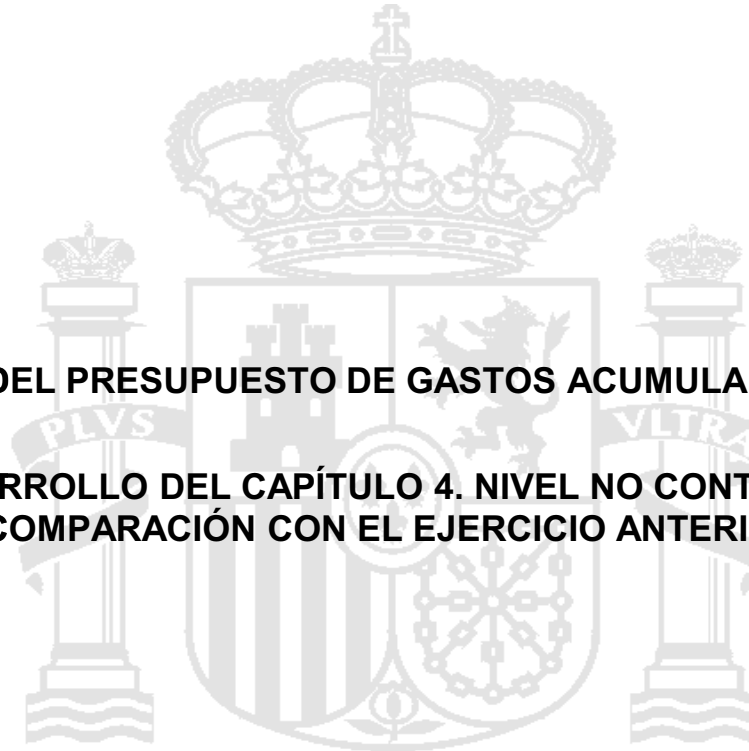 DEL PRESUPUESTO DE GASTOS ACUMULA
PLVS VLTRA
RROLLO DEL CAPÍTULO 4. NIVEL NO CONT
COMPARACIÓN CON EL EJERCICIO ANTERI